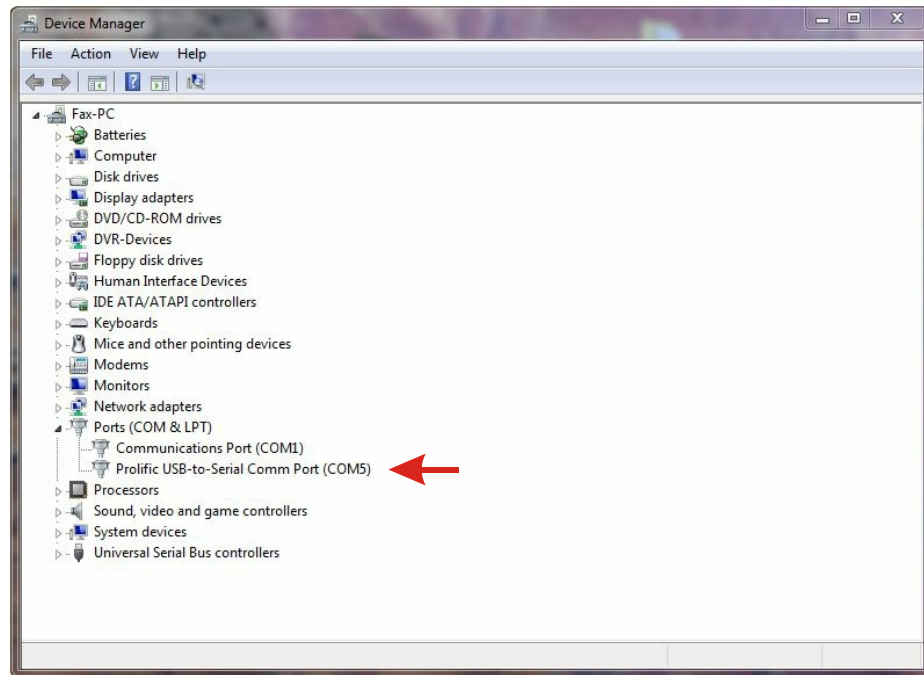 Device Manager
File Action View Help
Fax-PC
Batteries
Computer
Disk drives
Display adapters
DVD/CD-ROM drives
DVR-Devices
Floppy disk drives
Human Interface Devices
IDE ATA/ATAPI controllers
Keyboards
Mice and other pointing devices
Modems
Monitors
Network adapters
Ports (COM & LPT)
Communications Port (COM1)
Prolific USB-to-Serial Comm Port (COM5)
Processors
Sound, video and game controllers
System devices
Universal Serial Bus controllers